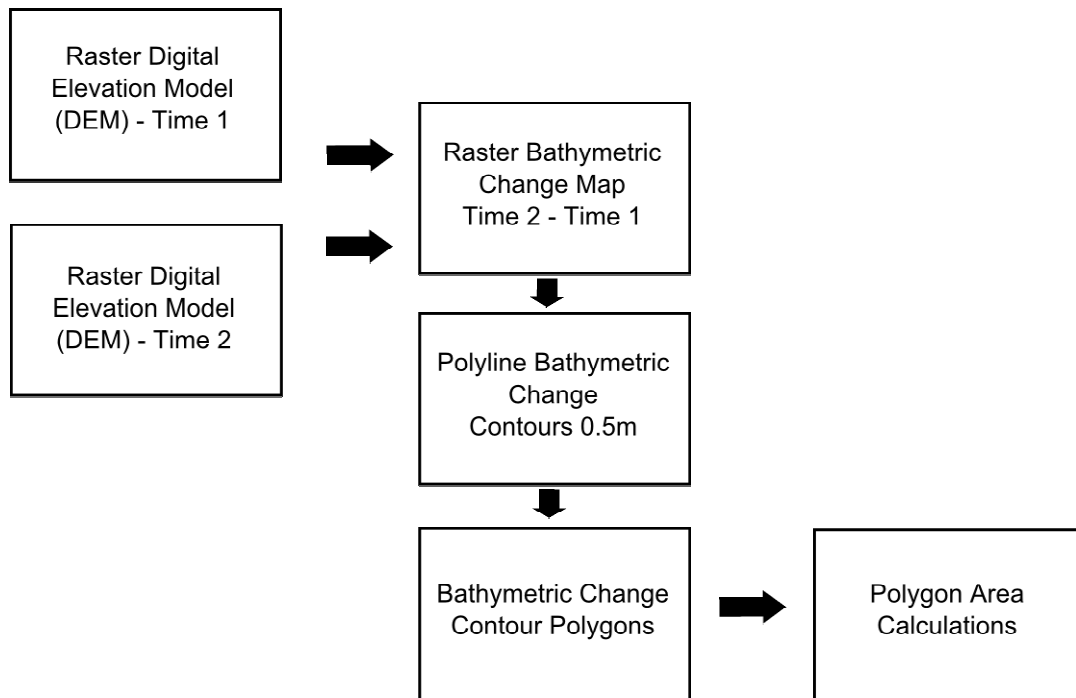 Raster Digital
Elevation Model
(DEM) - Time 1
Raster Digital
Elevation Model
(DEM) - Time 2
Raster Bathymetric
Change Map
Time 2 - Time 1
Polyline Bathymetric
Change
Contours 0.5m
Bathymetric Change
Contour Polygons
Polygon Area
Calculations